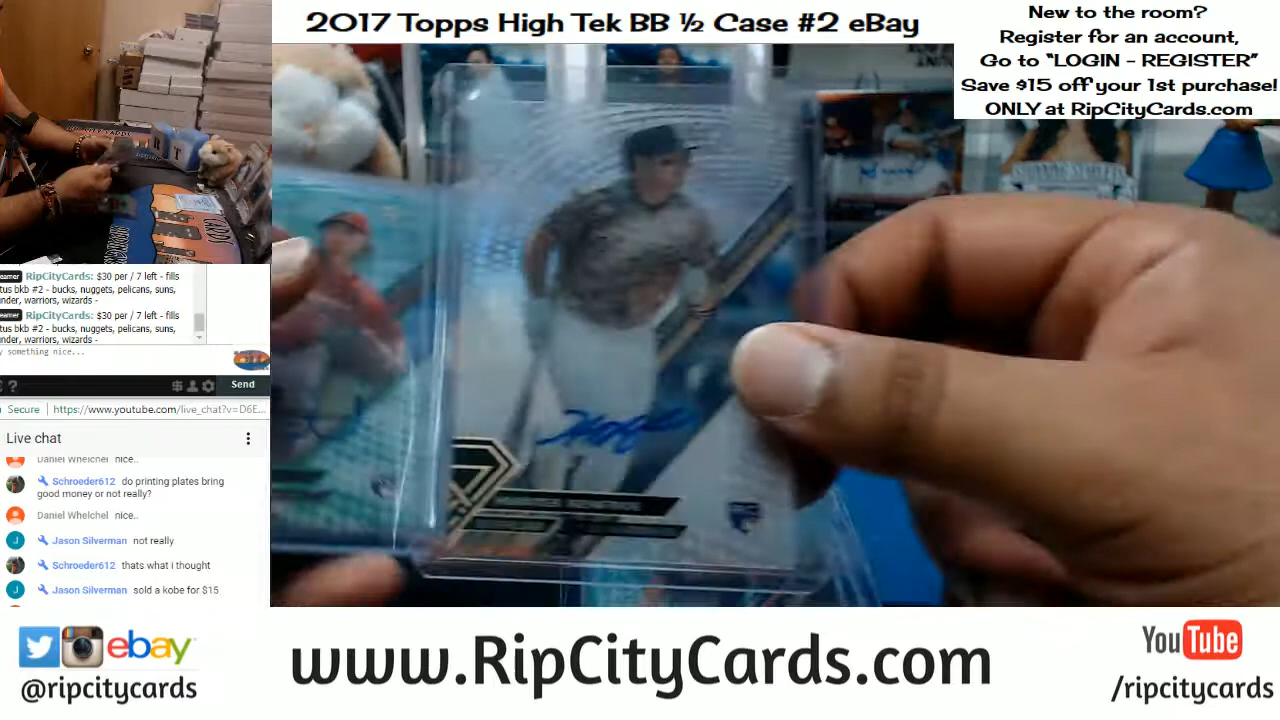 2017 Topps High Tek BB ½ Case #2 eBay
New to the room?
Register for an account,
Go to "LOGIN - REGISTER"
Save $15 off your 1st purchase!
ONLY at RipCityCards.com
RipCityCards: $30 per / 7 left - fills
tus bkb #2 - bucks, nuggets, pelicans, suns,
nder, warriors, wizards -
RipCityCards: $30 per / 7 left - fills
tus bkb #2 - bucks, nuggets, pelicans, suns,
nder, warriors, wizards -
y something nice...
?
Send
Secure https://www.youtube.com/live_chat?v=D6E...
Live chat
Daniel Whelchel nice..
Schroeder612 do printing plates bring
good money or not really?
Daniel Whelchel nice..
Jason Silverman not really
Schroeder612 thats what i thought
Jason Silverman sold a kobe for $15
ebay
@ripcitycards
www.RipCityCards.com
YouTube
/ripcitycards